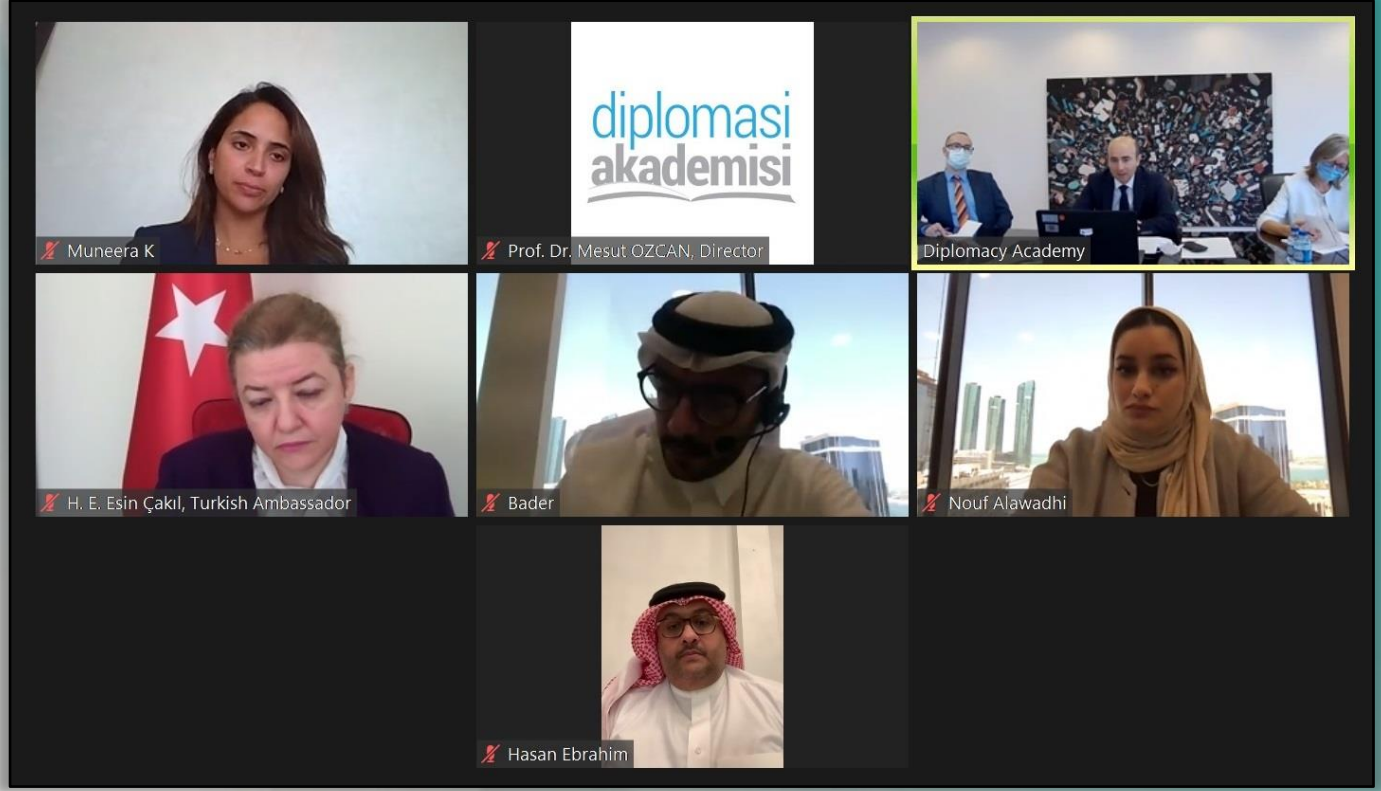 Muneera K
diplomasi
akademisi
Prof. Dr. Mesut OZCAN, Director
Diplomacy Academy
H. E. Esin Çakıl, Turkish Ambassador
Bader
Nouf Alawadhi
Hasan Ebrahim